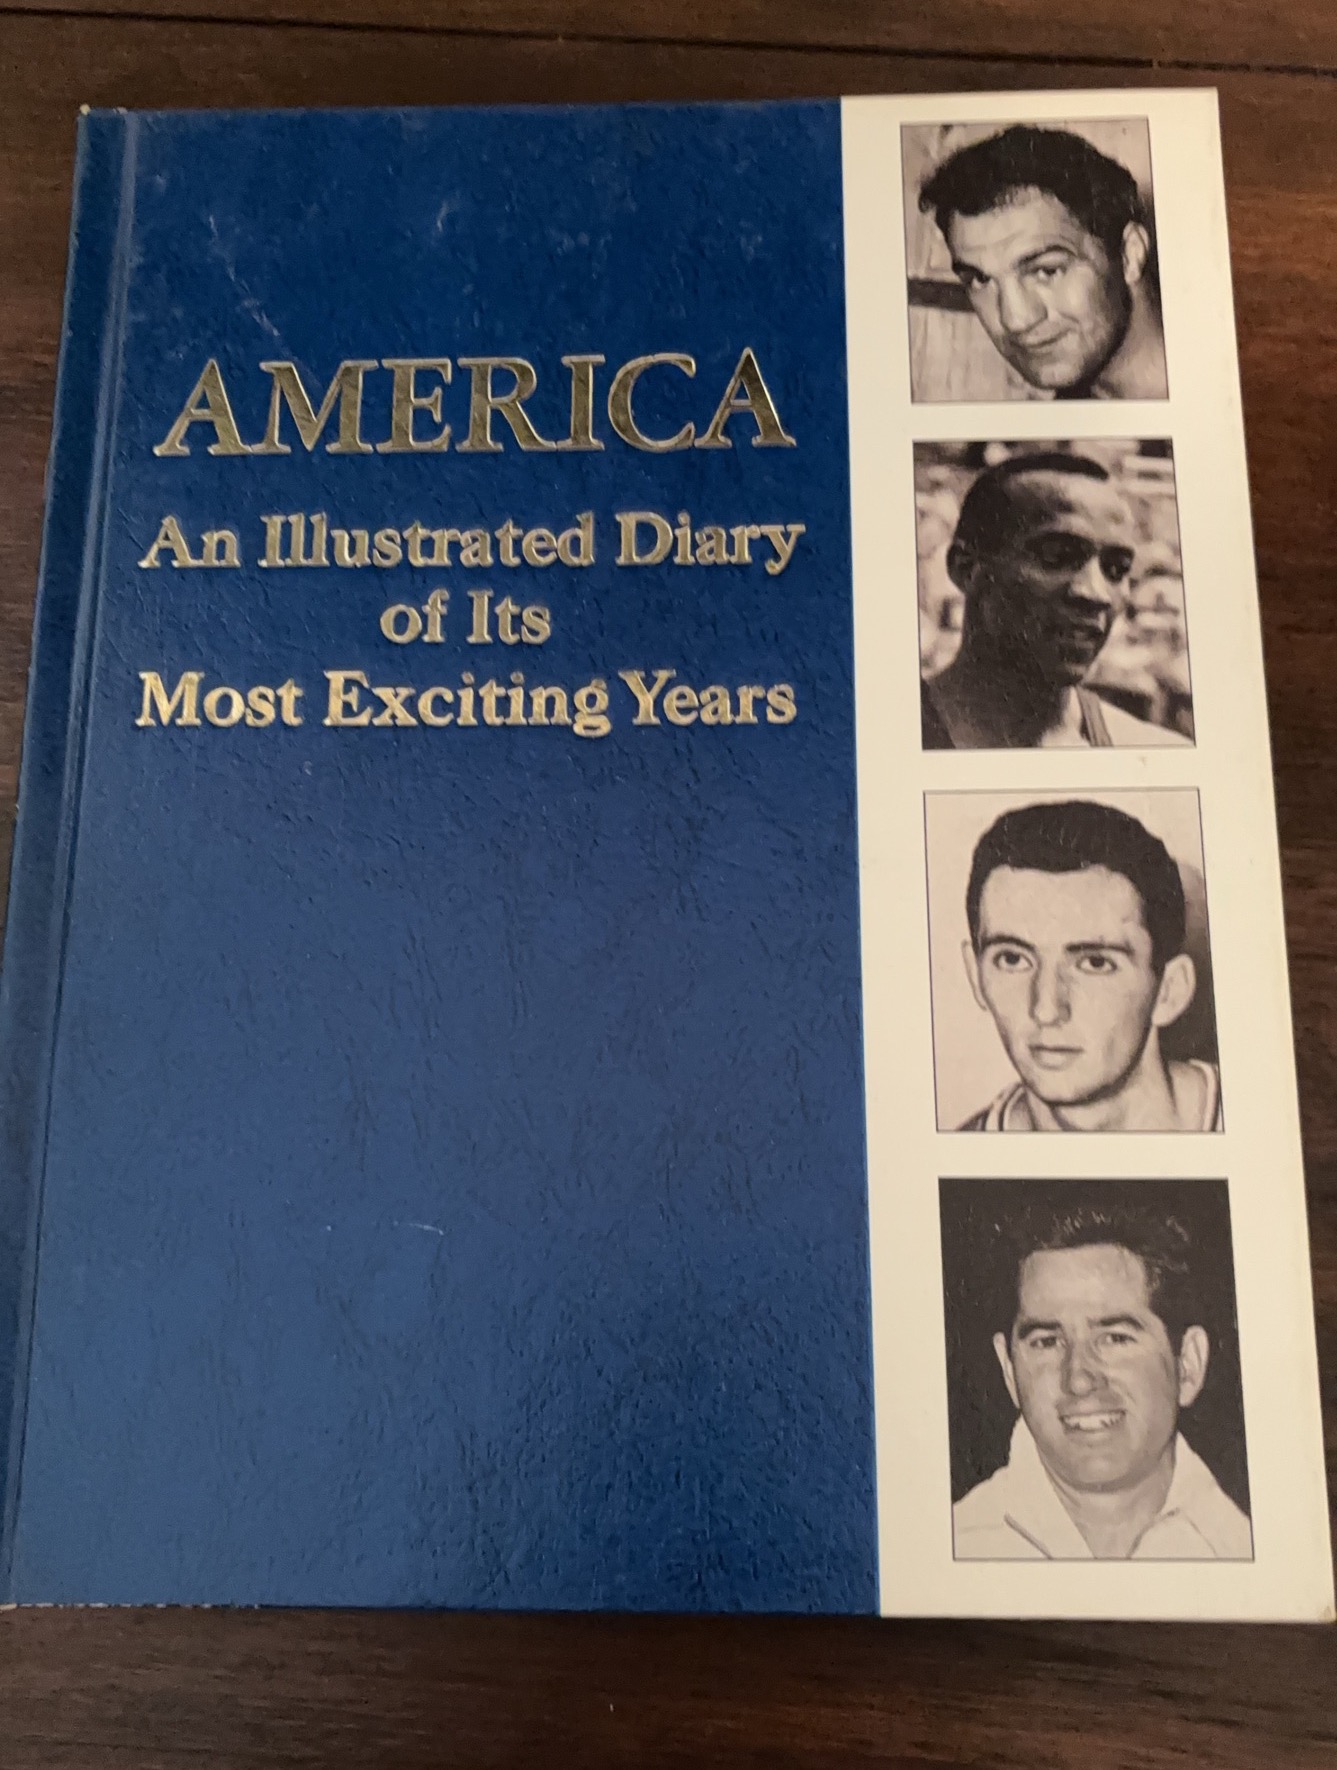 AMERICA
An Illustrated Diary
of Its
Most Exciting Years